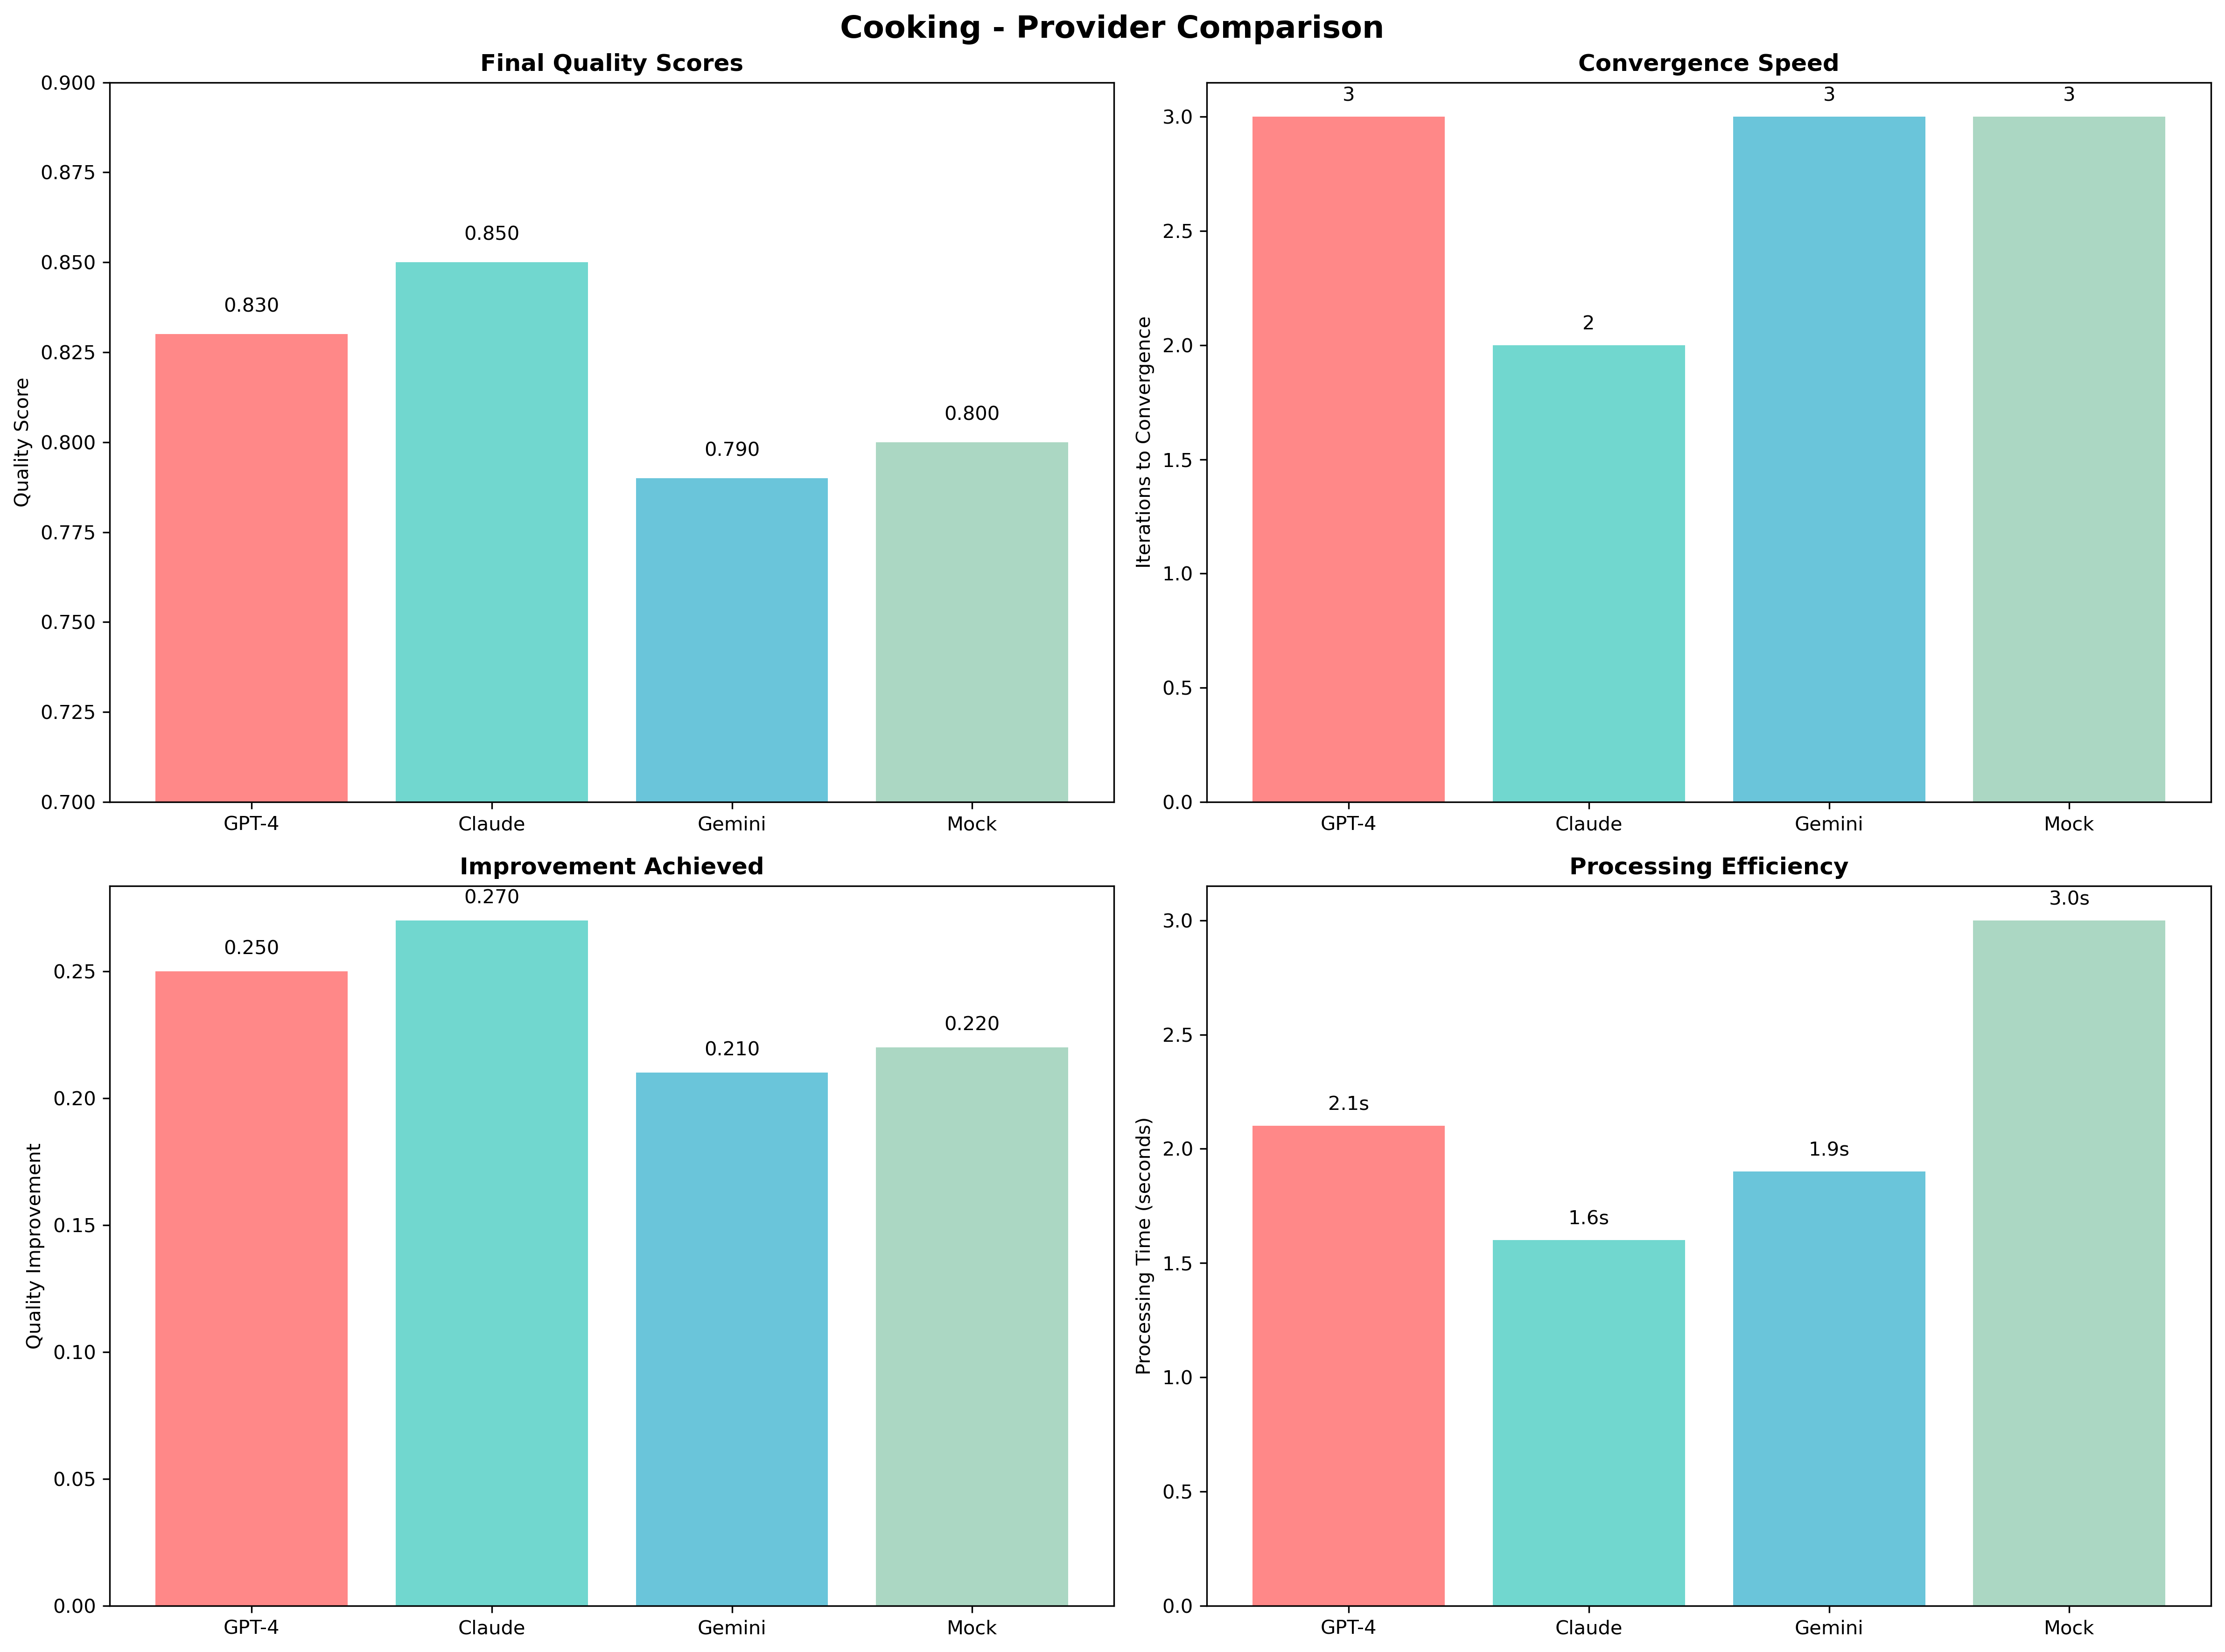 Cooking - Provider Comparison
Final Quality Scores
Quality Score
0.900
0.875
0.850
0.825
0.800
0.775
0.750
0.725
0.700
0.830
0.850
0.790
0.800
GPT-4 Claude Gemini Mock
Convergence Speed
Iterations to Convergence
3.0
2.5
2.0
1.5
1.0
0.5
0.0
3
2
3
3
GPT-4 Claude Gemini Mock
Improvement Achieved
Quality Improvement
0.25
0.20
0.15
0.10
0.05
0.00
0.250
0.270
0.210
0.220
GPT-4 Claude Gemini Mock
Processing Efficiency
Processing Time (seconds)
3.0
2.5
2.0
1.5
1.0
0.5
0.0
2.1s
1.6s
1.9s
3.0s
GPT-4 Claude Gemini Mock